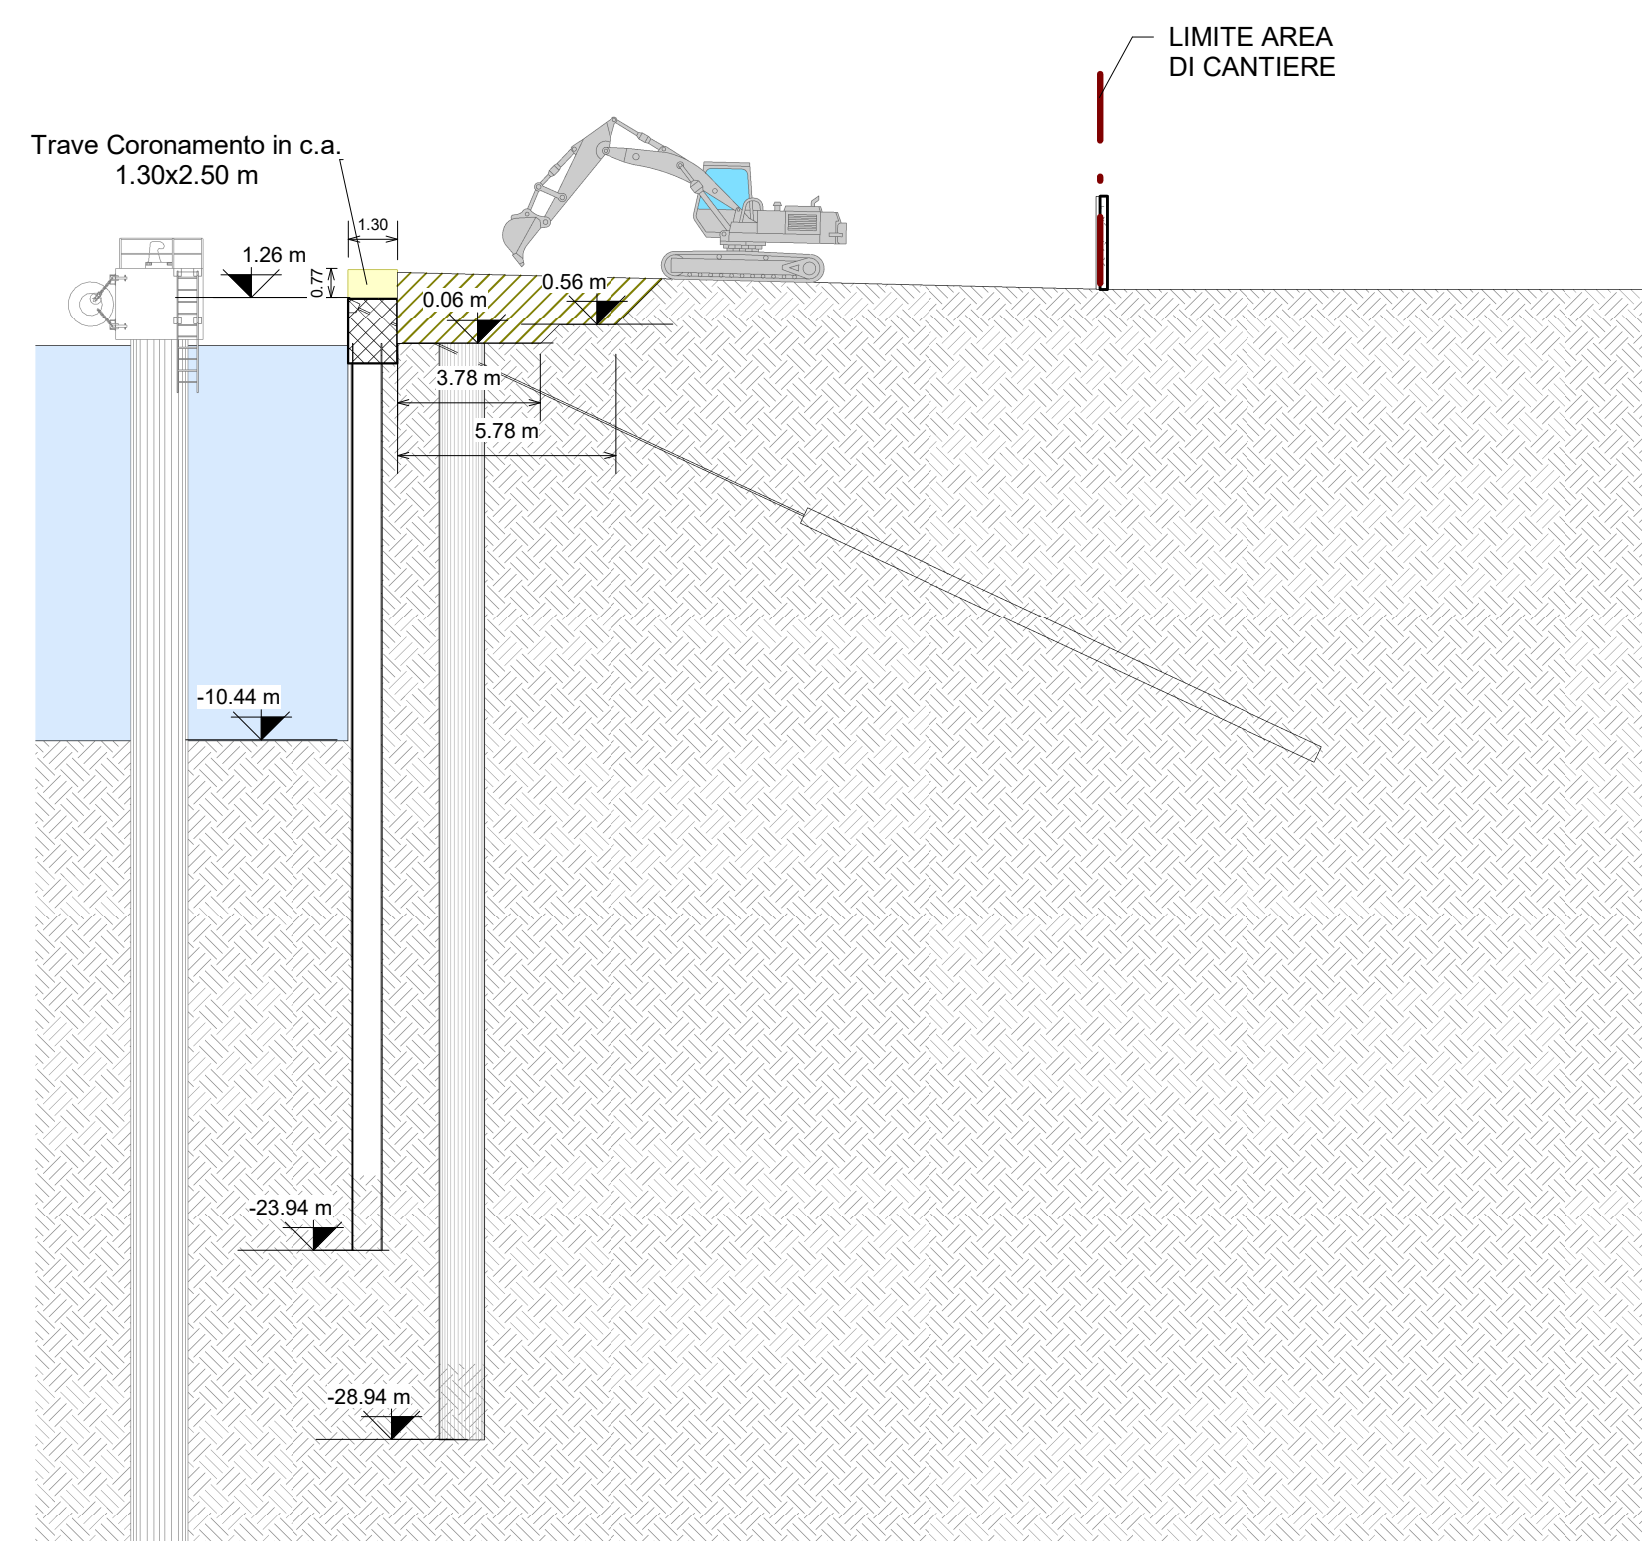 LIMITE AREA
DI CANTIERE
Trave Coronamento in c.a.
1.30x2.50 m
1.30
1.26 m
0.77
0.56 m
0.06 m
3.78 m
5.78 m
-10.44 m
-23.94 m
-28.94 m